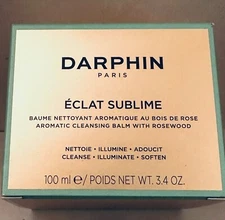 DARPHIN
PARIS
ÉCLAT SUBLIME
BAUME NETTOYANT AROMATIQUE AU BOIS DE ROSE
AROMATIC CLEANSING BALM WITH ROSEWOOD
NETTOIE • ILLUMINE • ADOUCIT
CLEANSE • ILLUMINATE • SOFTEN
100 ml ℮/ POIDS NET WT. 3.4 OZ.